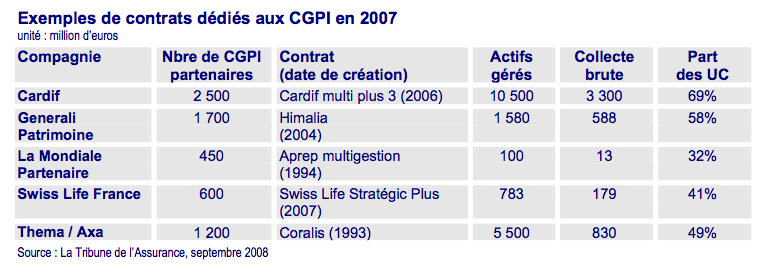 Exemples de contrats dédiés aux CGPI en 2007
unité : million d'euros
Compagnie Nbre de CGPI partenaires Contrat (date de création) Actifs gérés Collecte brute Part des UC
Cardif 2 500 Cardif multi plus 3 (2006) 10 500 3 300 69%
Generali Patrimoine 1 700 Himalia (2004) 1 580 588 58%
La Mondiale Partenaire 450 Aprep multigestion (1994) 100 13 32%
Swiss Life France 600 Swiss Life Stratégic Plus (2007) 783 179 41%
Thema / Axa 1 200 Coralis (1993) 5 500 830 49%
Source : La Tribune de l'Assurance, septembre 2008